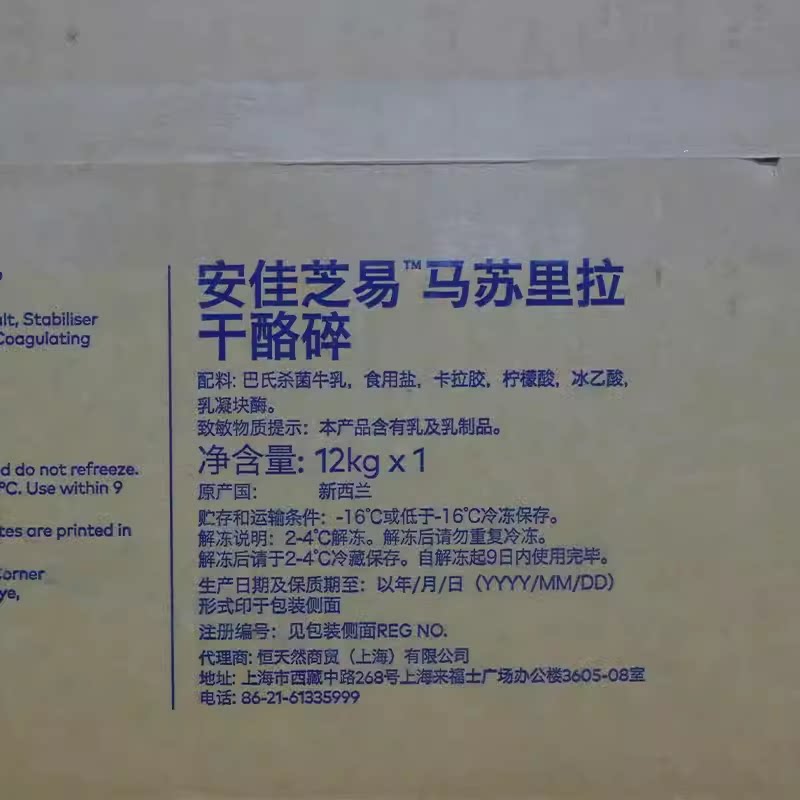 lt, Stabiliser
Coagulating
d do not refreeze.
°C. Use within 9
tes are printed in
Corner
ye,
安佳芝易™马苏里拉
干酪碎
配料: 巴氏杀菌牛乳，食用盐，卡拉胶，柠檬酸，冰乙酸，
乳凝块酶。
致敏物质提示：本产品含有乳及乳制品。
净含量: 12kg x 1
原产国： 新西兰
贮存和运输条件：-16℃或低于-16℃冷冻保存。
解冻说明：2-4℃解冻。解冻后请勿重复冷冻。
解冻后请于2-4℃冷藏保存。自解冻起9日内使用完毕。
生产日期及保质期至：以年/月/日（YYYY/MM/DD）
形式印于包装侧面
注册编号：见包装侧面REG NO.
代理商: 恒天然商贸（上海）有限公司
地址: 上海市西藏中路268号上海来福士广场办公楼3605-08室
电话: 86-21-61335999